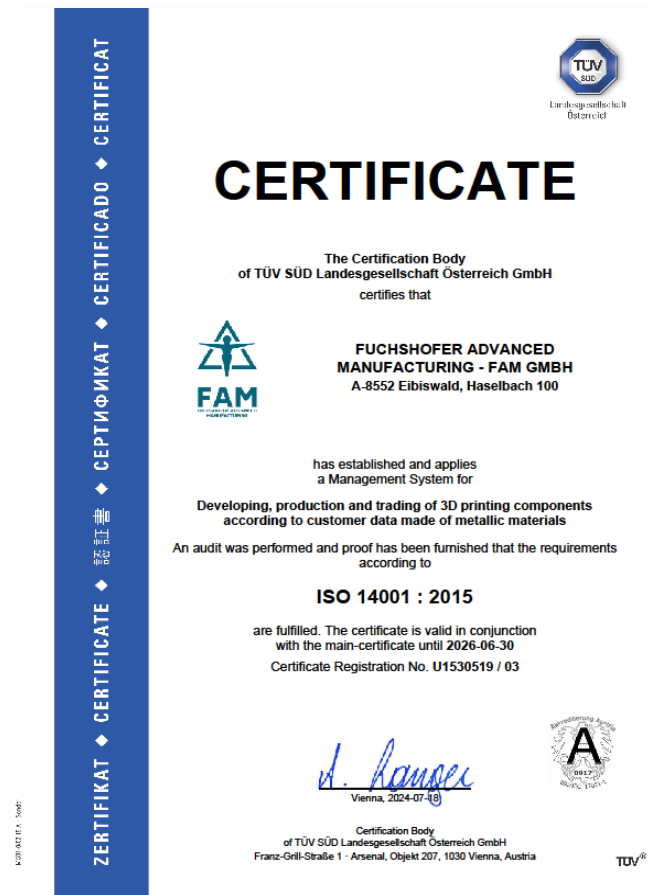 ZERTIFIKAT ◆ CERTIFICATE ◆ 認証書 ◆ СЕРТИФИКАТ ◆ CERTIFICADO ◆ CERTIFICAT
TÜV
SÜD
Landesgesellschaft
Österreich
CERTIFICATE
The Certification Body
of TÜV SÜD Landesgesellschaft Österreich GmbH
certifies that
FAM
FUCHSHOFER ADVANCED
MANUFACTURING
FUCHSHOFER ADVANCED
MANUFACTURING - FAM GMBH
A-8552 Eibiswald, Haselbach 100
has established and applies
a Management System for
Developing, production and trading of 3D printing components
according to customer data made of metallic materials
An audit was performed and proof has been furnished that the requirements
according to
ISO 14001 : 2015
are fulfilled. The certificate is valid in conjunction
with the main-certificate until 2026-06-30
Certificate Registration No. U1530519 / 03
Vienna, 2024-07-18
Akkreditierung Austria
A
0917
Certification Body
of TÜV SÜD Landesgesellschaft Österreich GmbH
Franz-Grill-Straße 1 · Arsenal, Objekt 207, 1030 Vienna, Austria
TÜV®